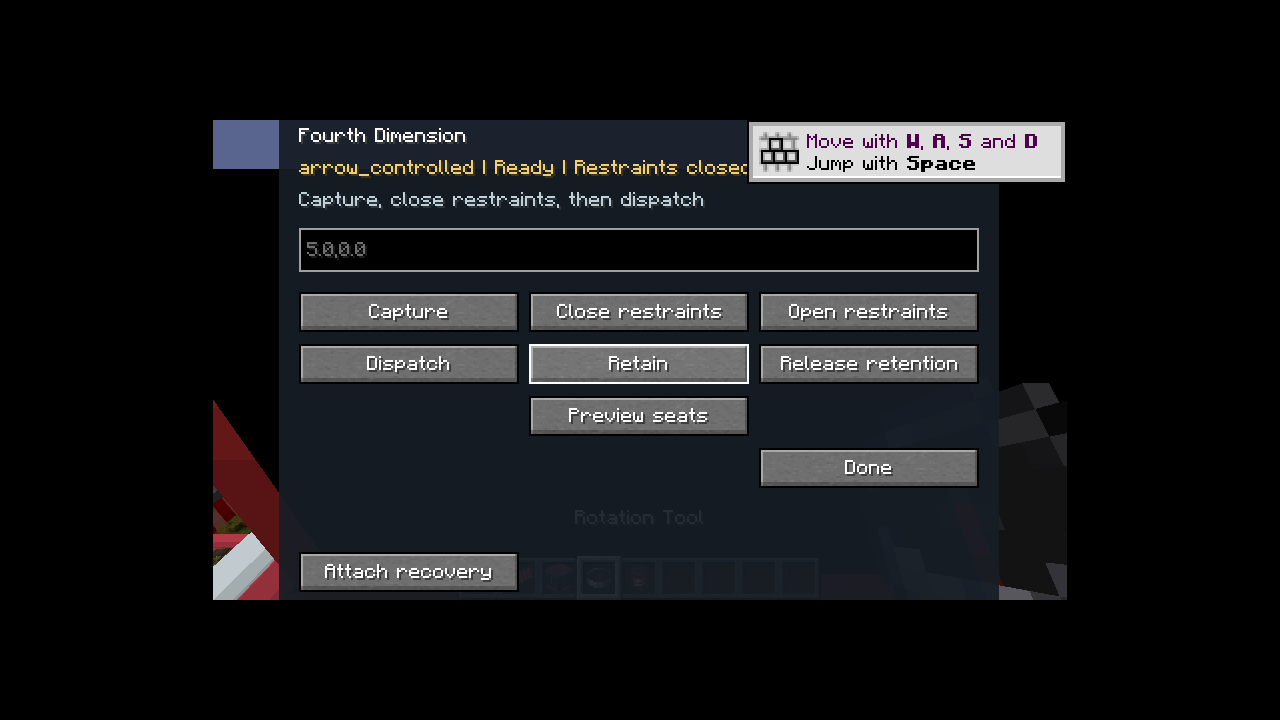 Fourth Dimension
Move with W, A, S and D
Jump with Space
arrow_controlled | Ready | Restraints closed
Capture, close restraints, then dispatch
5.0,0.0
Capture
Close restraints
Open restraints
Dispatch
Retain
Release retention
Preview seats
Done
Rotation Tool
Attach recovery